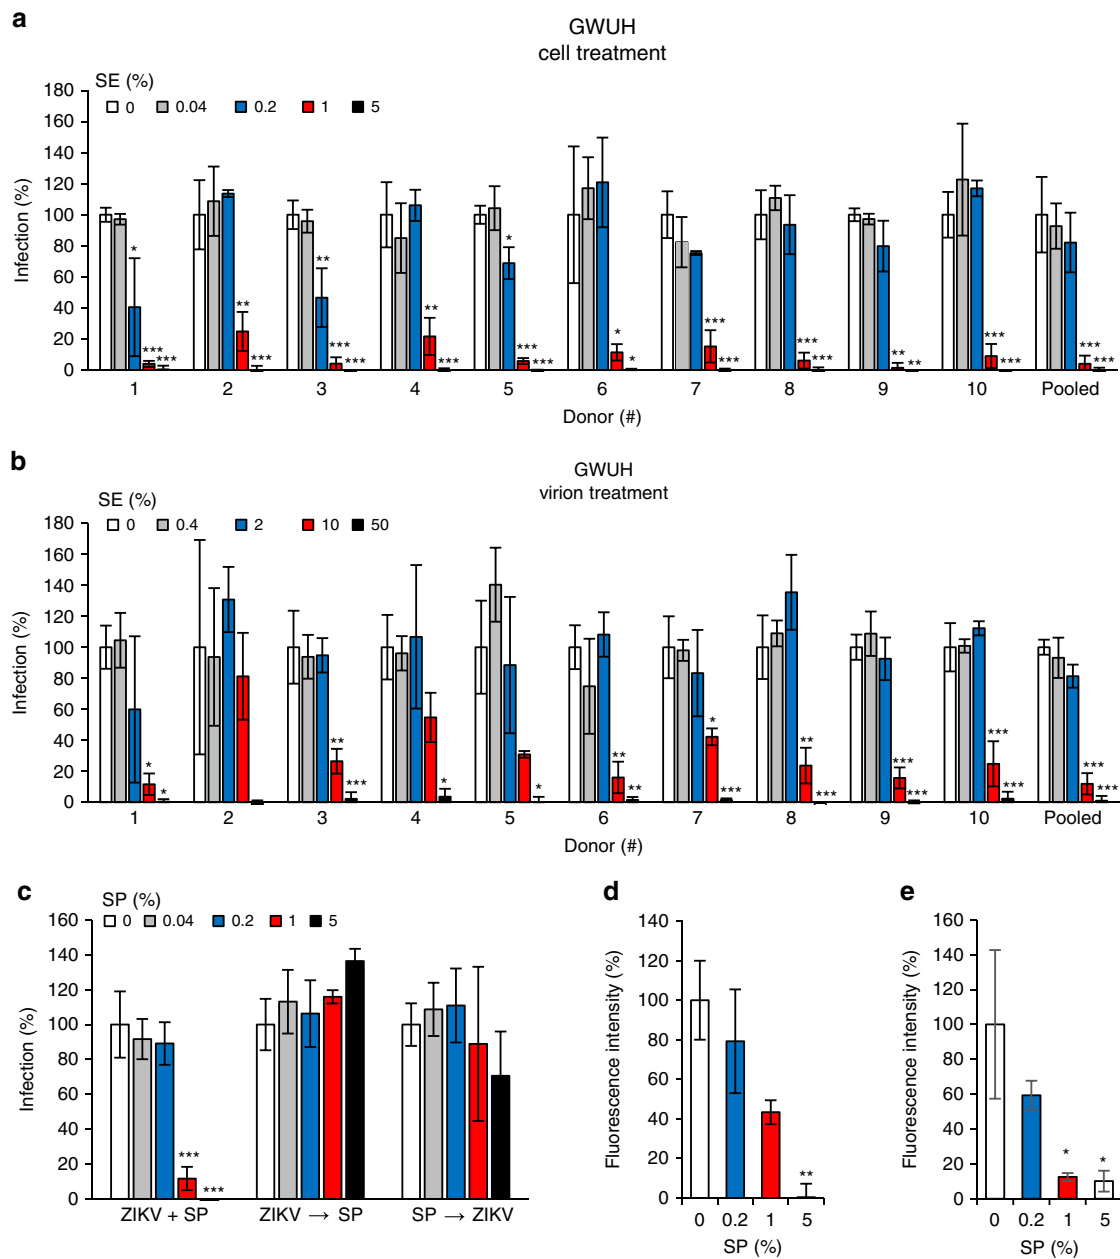 a
GWUH
cell treatment
SE (%)
0 0.04 0.2 1 5
Infection (%)
180
160
140
120
100
80
60
40
20
0
* *** *** ** *** ** *** *** ** *** * *** *** * * *** *** *** *** ** ** *** *** *** ***
1 2 3 4 5 6 7 8 9 10 Pooled
Donor (#)
b
GWUH
virion treatment
SE (%)
0 0.4 2 10 50
Infection (%)
180
160
140
120
100
80
60
40
20
0
* * ** *** * * ** ** * *** ** *** *** *** *** *** *** ***
1 2 3 4 5 6 7 8 9 10 Pooled
Donor (#)
c
SP (%)
0 0.04 0.2 1 5
Infection (%)
160
140
120
100
80
60
40
20
0
*** ***
ZIKV + SP ZIKV → SP SP → ZIKV
d
Fluorescence intensity (%)
140
120
100
80
60
40
20
0
**
0 0.2 1 5
SP (%)
e
Fluorescence intensity (%)
160
140
120
100
80
60
40
20
0
* *
0 0.2 1 5
SP (%)